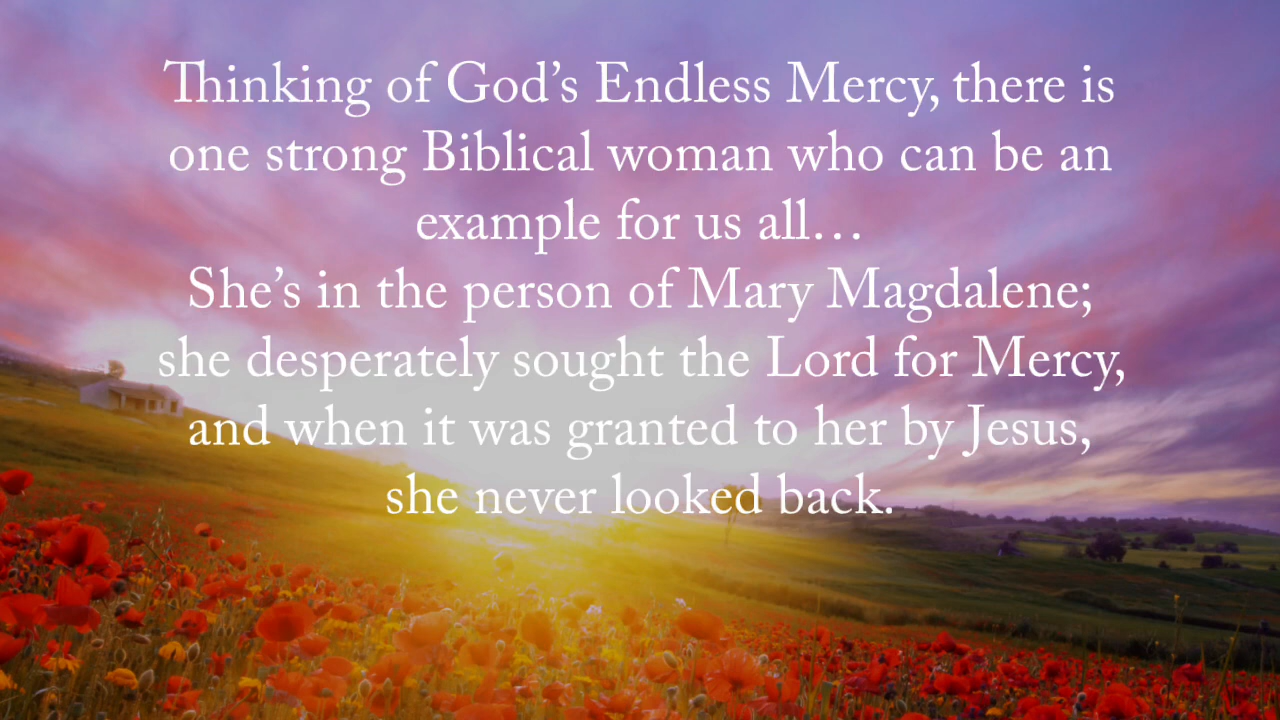 Thinking of God’s Endless Mercy, there is
one strong Biblical woman who can be an
example for us all…
She’s in the person of Mary Magdalene;
she desperately sought the Lord for Mercy,
and when it was granted to her by Jesus,
she never looked back.